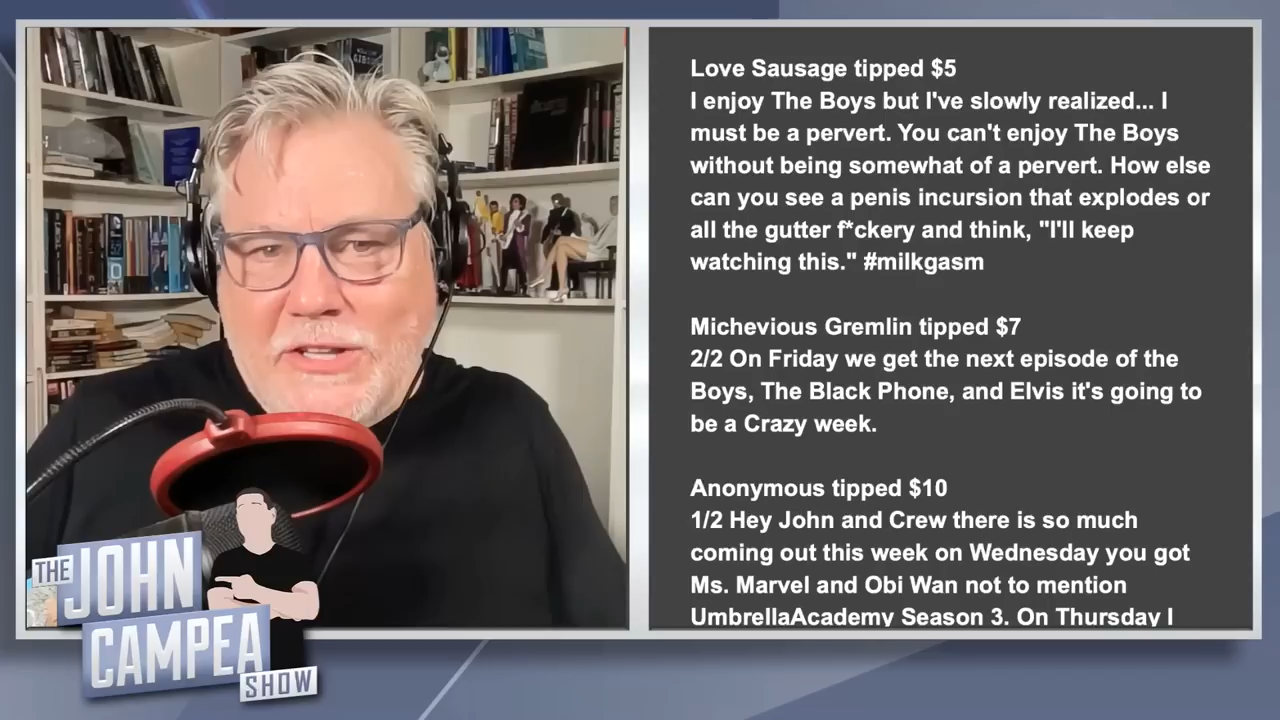 Love Sausage tipped $5
I enjoy The Boys but I've slowly realized... I
must be a pervert. You can't enjoy The Boys
without being somewhat of a pervert. How else
can you see a penis incursion that explodes or
all the gutter f*ckery and think, "I'll keep
watching this." #milkgasm
Michevious Gremlin tipped $7
2/2 On Friday we get the next episode of the
Boys, The Black Phone, and Elvis it's going to
be a Crazy week.
Anonymous tipped $10
1/2 Hey John and Crew there is so much
coming out this week on Wednesday you got
Ms. Marvel and Obi Wan not to mention
UmbrellaAcademy Season 3. On Thursday I
THE
JOHN
CAMPEA
SHOW